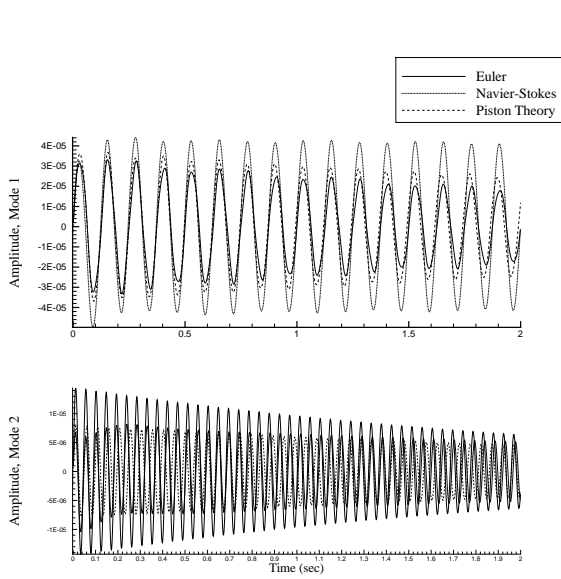 Euler
Navier-Stokes
Piston Theory
Amplitude, Mode 1
4E-05
3E-05
2E-05
1E-05
0
-1E-05
-2E-05
-3E-05
-4E-05
0 0.5 1 1.5 2
Amplitude, Mode 2
1E-05
5E-06
0
-5E-06
-1E-05
0 0.1 0.2 0.3 0.4 0.5 0.6 0.7 0.8 0.9 1 1.1 1.2 1.3 1.4 1.5 1.6 1.7 1.8 1.9 2
Time (sec)